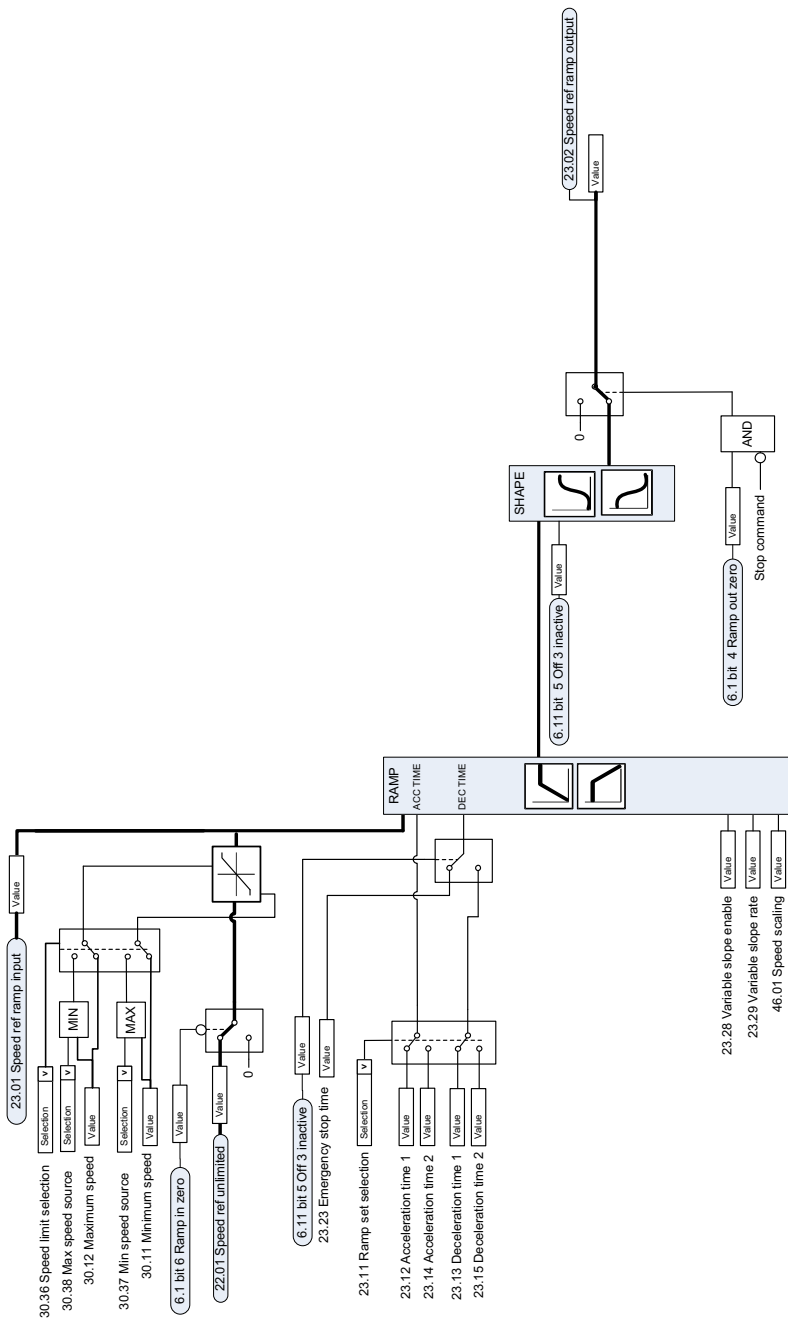 23.01 Speed ref ramp input
Value
30.36 Speed limit selection
Selection
v
30.38 Max speed source
Selection
v
MIN
30.12 Maximum speed
Value
30.37 Min speed source
Selection
v
MAX
30.11 Minimum speed
Value
6.1 bit 6 Ramp in zero
Value
22.01 Speed ref unlimited
Value
0
6.11 bit 5 Off 3 inactive
Value
23.23 Emergency stop time
Value
23.11 Ramp set selection
Selection
v
23.12 Acceleration time 1
Value
23.14 Acceleration time 2
Value
23.13 Deceleration time 1
Value
23.15 Deceleration time 2
Value
RAMP
ACC TIME
DEC TIME
23.28 Variable slope enable
Value
23.29 Variable slope rate
Value
46.01 Speed scaling
Value
SHAPE
6.11 bit 5 Off 3 inactive
Value
0
6.1 bit 4 Ramp out zero
Value
Stop command
AND
23.02 Speed ref ramp output
Value